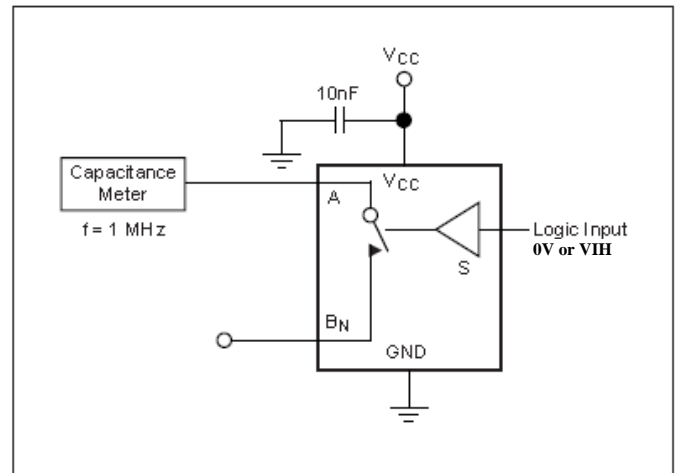 VCC
10nF
VCC
Capacitance
Meter
f = 1 MHz
A
Logic Input
0V or VIH
S
BN
GND